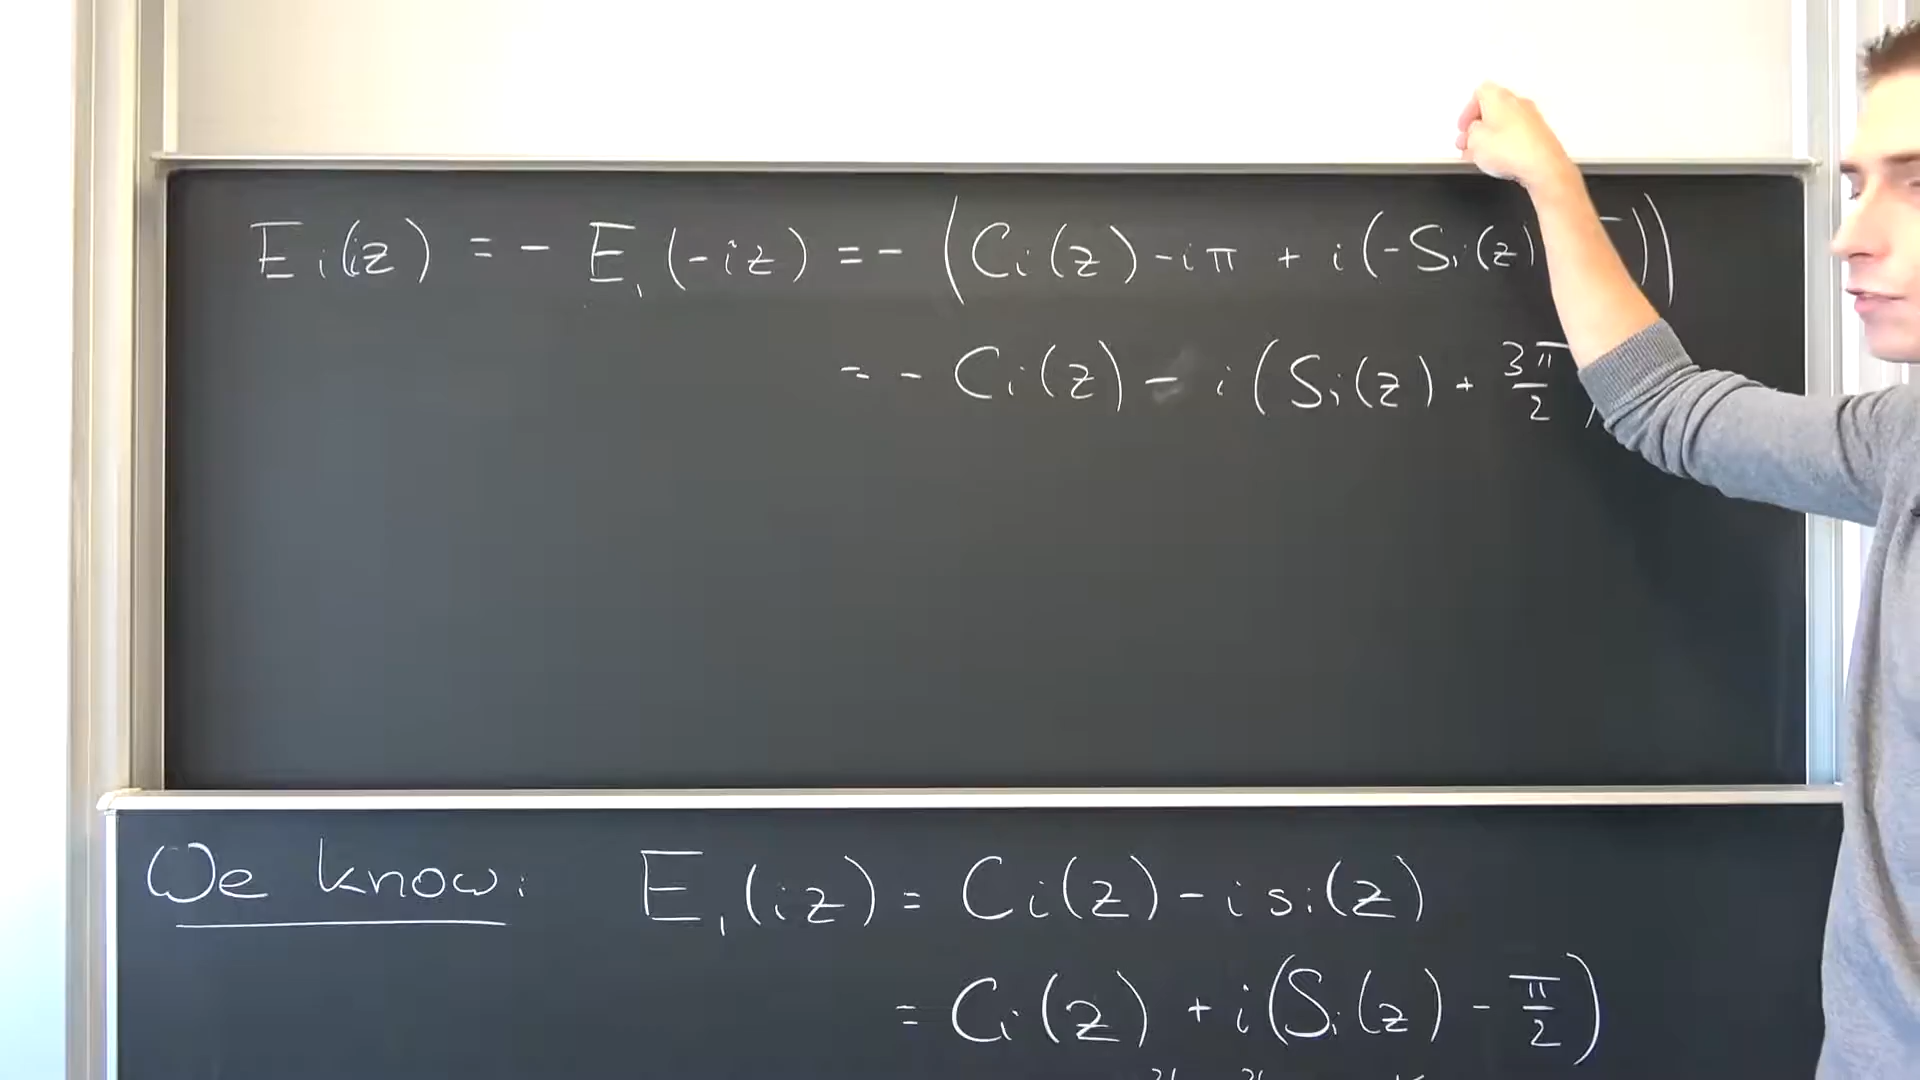 Ei(iz) = - E₁(-iz) = - (Ci(z) - iπ + i(-Si(z) ))
= - Ci(z) - i(Si(z) + 3π/2)
We know: E₁(iz) = Ci(z) - i si(z)
= Ci(z) + i(Si(z) - π/2)